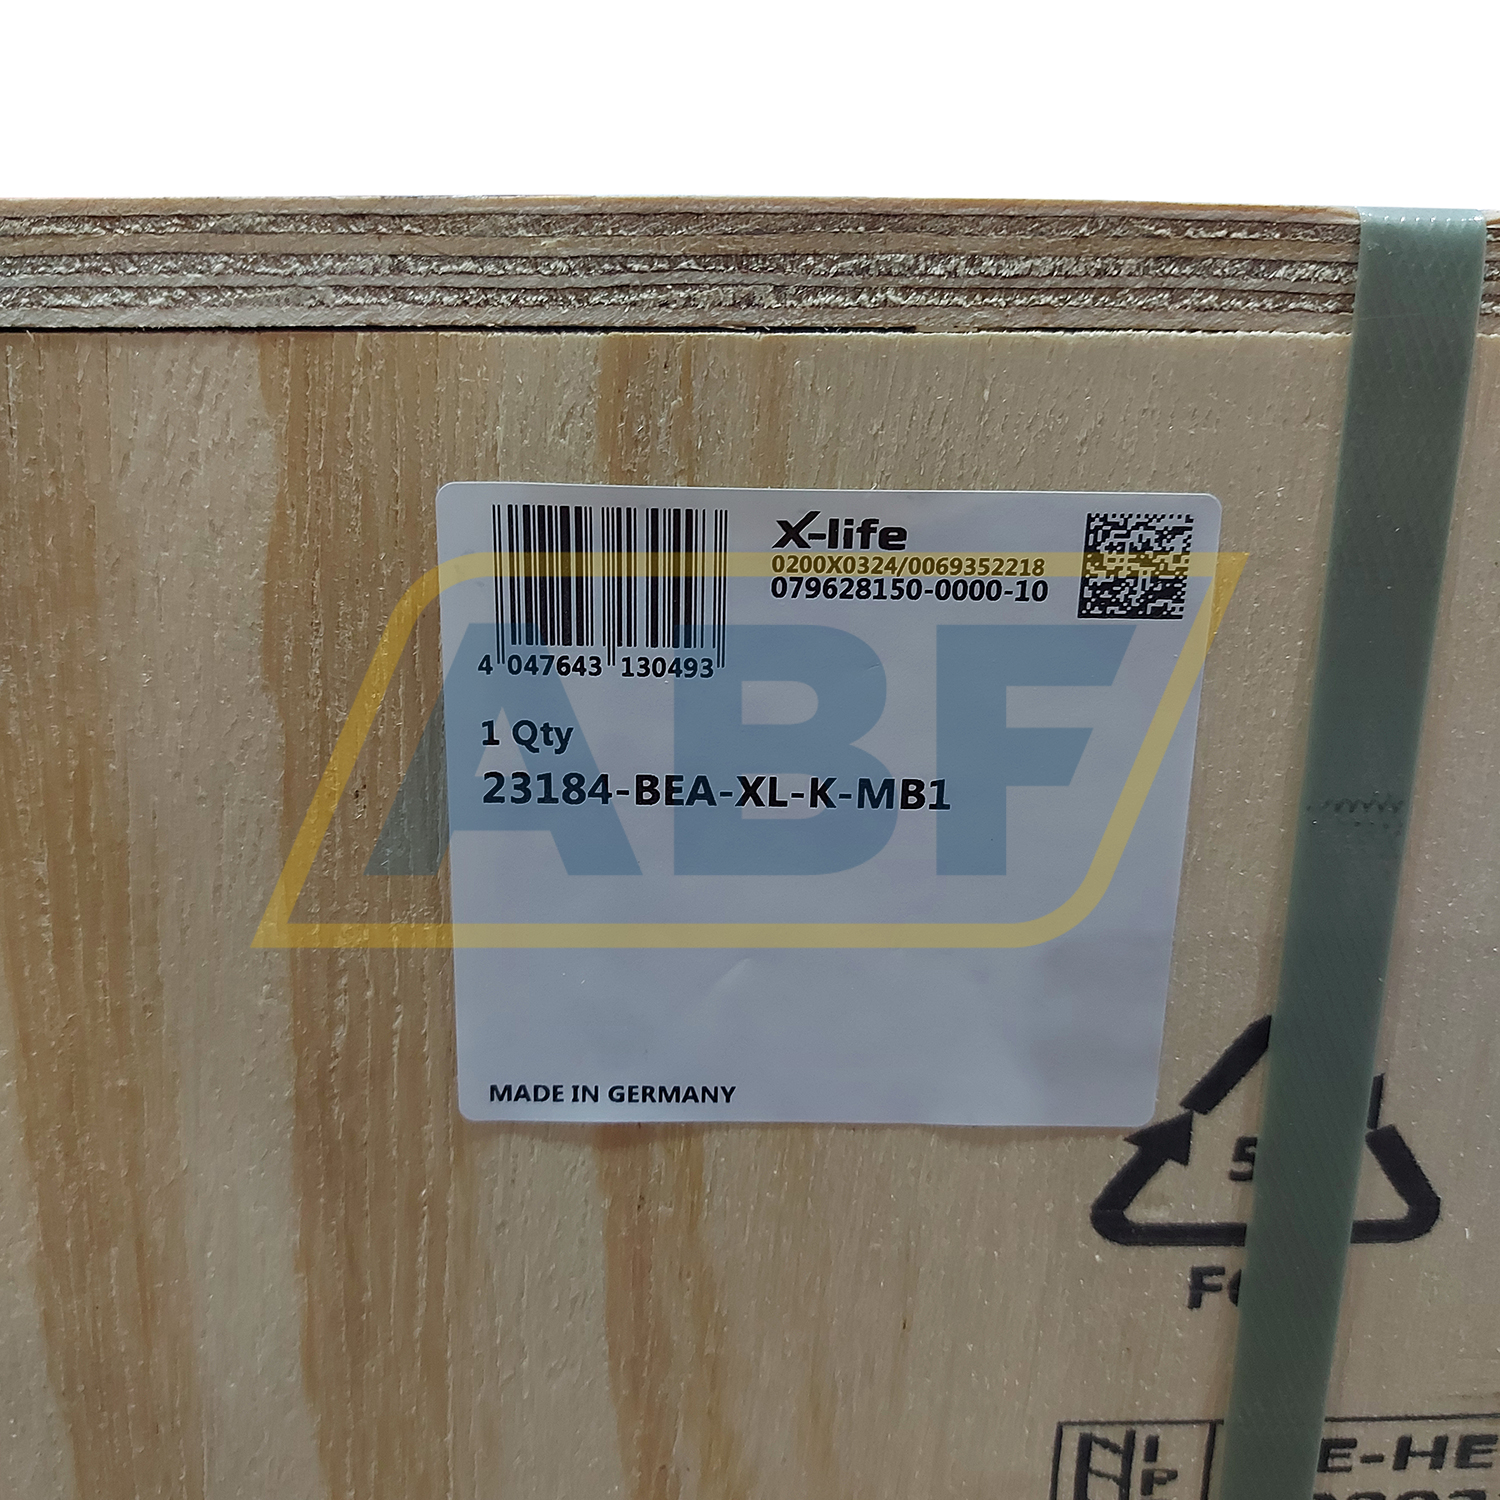 X-life
0200X0324/0069352218
079628150-0000-10
4 047643 130493
1 Qty
23184-BEA-XL-K-MB1
ABF
MADE IN GERMANY
E-HE